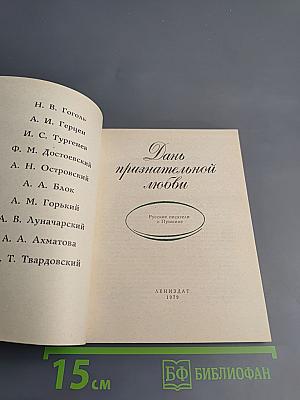 Н. В. Гоголь
А. И. Герцен
И. С. Тургенев
Ф. М. Достоевский
А. Н. Островский
А. А. Блок
А. М. Горький
А. В. Луначарский
А. А. Ахматова
. Т. Твардовский
Дань
признательной
любви
Русские писатели
о Пушкине
ЛЕНИЗДАТ
1979
15 см
БФ БИБЛИОФАН